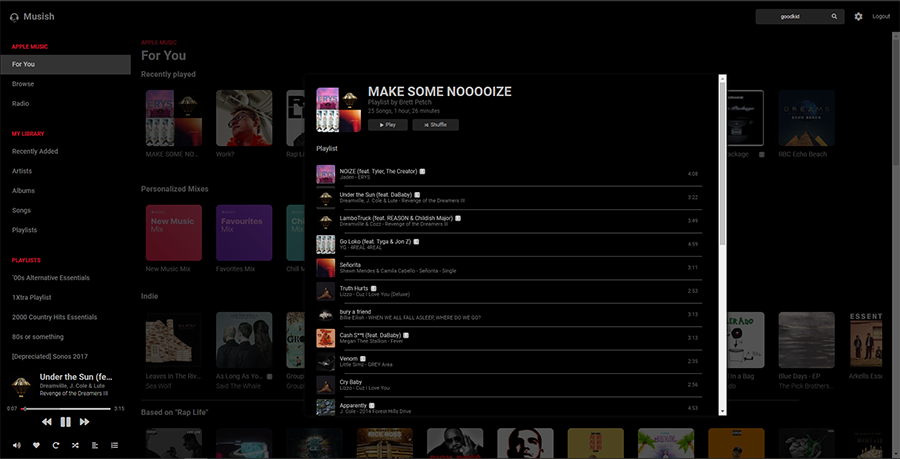 Musish
goodkid
Logout
APPLE MUSIC
For You
Browse
Radio
MY LIBRARY
Recently Added
Artists
Albums
Songs
Playlists
PLAYLISTS
'00s Alternative Essentials
1Xtra Playlist
2000 Country Hits Essentials
80s or something
[Depreciated] Sonos 2017
Under the Sun (fe...
Dreamville, J. Cole & Lute
Revenge of the Dreamers III
0:07
3:15
APPLE MUSIC
For You
Recently played
MAKE SOME NO...
Work?
Rap Li
Package
RBC Echo Beach
DREAMS
ECHO BEACH
Personalized Mixes
New Music
Mix
Favourites
Mix
Ch
Mix
New Music Mix
Favorites Mix
Chill M
Indie
Leaves In The Riv...
Sea Wolf
As Long As Yo...
Said The Whale
Group
Group
d in a Bag
ado
Blue Days - EP
The Pick Brothers...
Arkells Essen
Based on "Rap Life"
RICK ROSS
MAKE SOME NOOOOIZE
Playlist by Brett Petch
25 Songs, 1 hour, 26 minutes
Play
Shuffle
Playlist
NOIZE (feat. Tyler, The Creator) E
Jaden - ERYS
4:08
Under the Sun (feat. DaBaby) E
Dreamville, J. Cole & Lute - Revenge of the Dreamers III
3:22
LamboTruck (feat. REASON & Childish Major) E
Dreamville & Cozz - Revenge of the Dreamers III
3:49
Go Loko (feat. Tyga & Jon Z) E
YG - 4REAL 4REAL
4:59
Señorita
Shawn Mendes & Camila Cabello - Señorita - Single
3:11
Truth Hurts E
Lizzo - Cuz I Love You (Deluxe)
2:53
bury a friend
Billie Eilish - WHEN WE ALL FALL ASLEEP, WHERE DO WE GO?
3:13
Cash S**t (feat. DaBaby) E
Megan Thee Stallion - Fever
3:13
Venom E
Little Simz - GREY Area
2:35
Cry Baby
Lizzo - Cuz I Love You
2:56
Apparently E
J. Cole - 2014 Forest Hills Drive
4:53